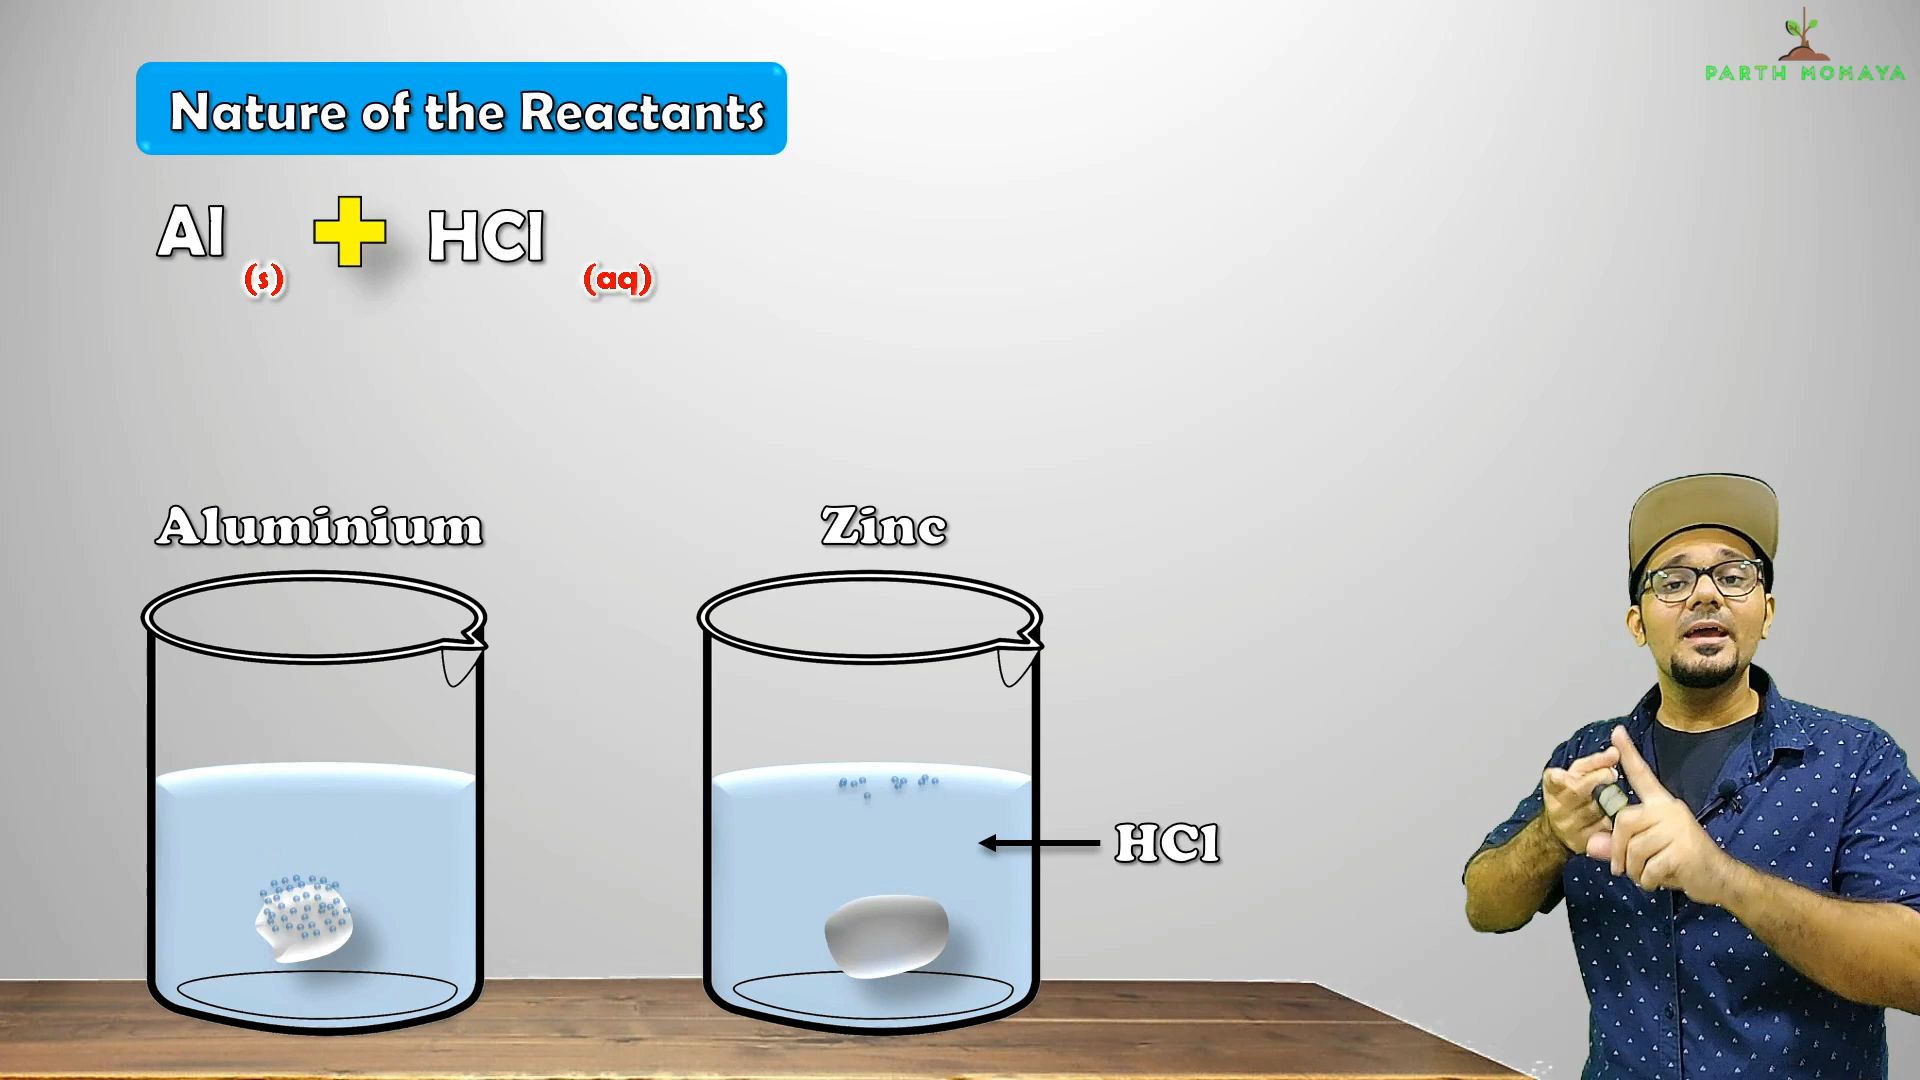 PARTH MOMAYA
Nature of the Reactants
Al (s) + HCl (aq)
Aluminium
Zinc
HCl